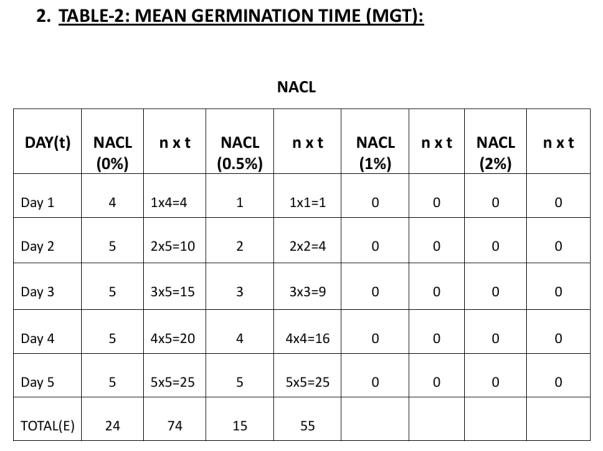 2. TABLE-2: MEAN GERMINATION TIME (MGT):
NACL
DAY(t) NACL (0%) n x t NACL (0.5%) n x t NACL (1%) n x t NACL (2%) n x t
Day 1 4 1x4=4 1 1x1=1 0 0 0 0
Day 2 5 2x5=10 2 2x2=4 0 0 0 0
Day 3 5 3x5=15 3 3x3=9 0 0 0 0
Day 4 5 4x5=20 4 4x4=16 0 0 0 0
Day 5 5 5x5=25 5 5x5=25 0 0 0 0
TOTAL(E) 24 74 15 55